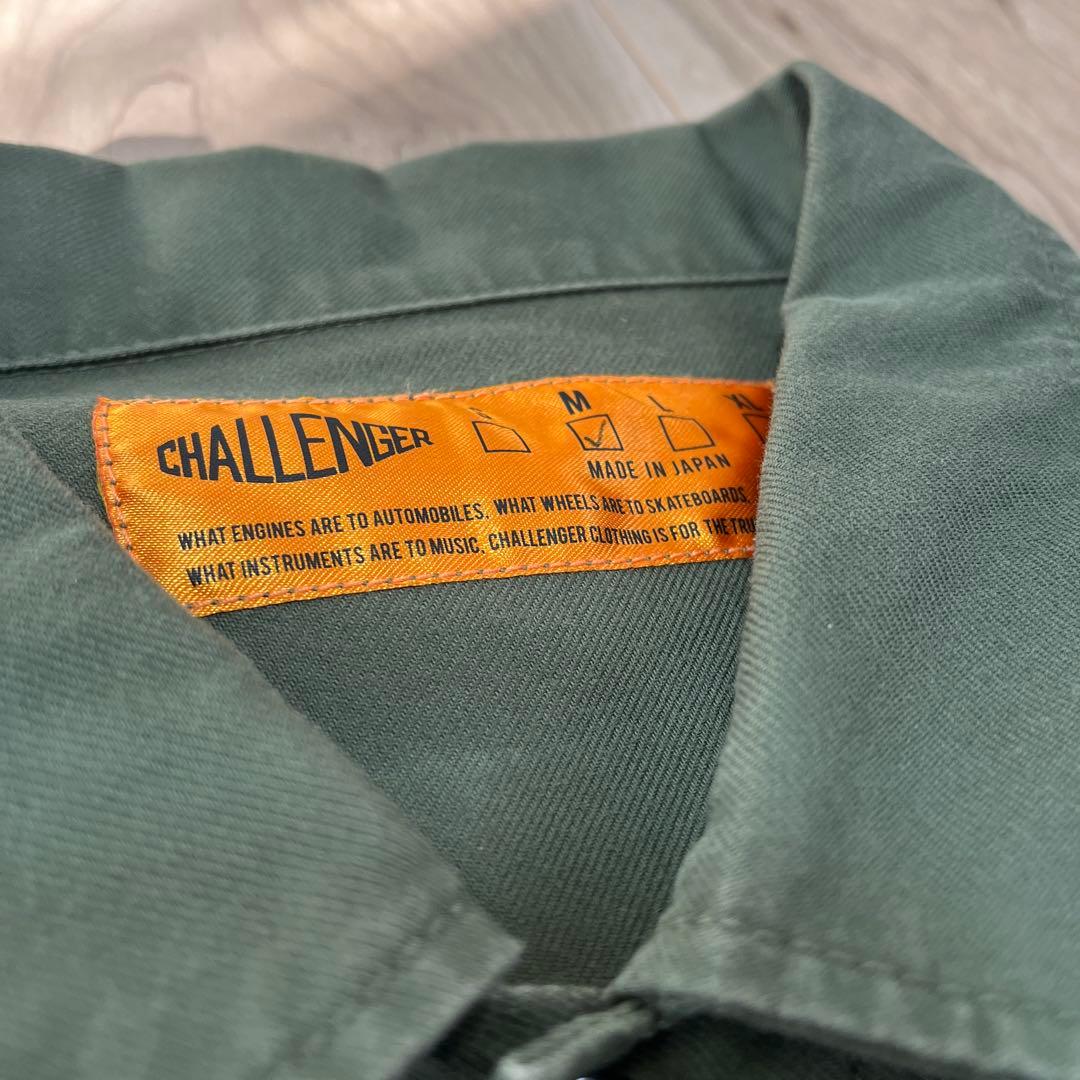 CHALLENGER
S M L XL
MADE IN JAPAN
WHAT ENGINES ARE TO AUTOMOBILES. WHAT WHEELS ARE TO SKATEBOARDS.
WHAT INSTRUMENTS ARE TO MUSIC. CHALLENGER CLOTHING IS FOR THE